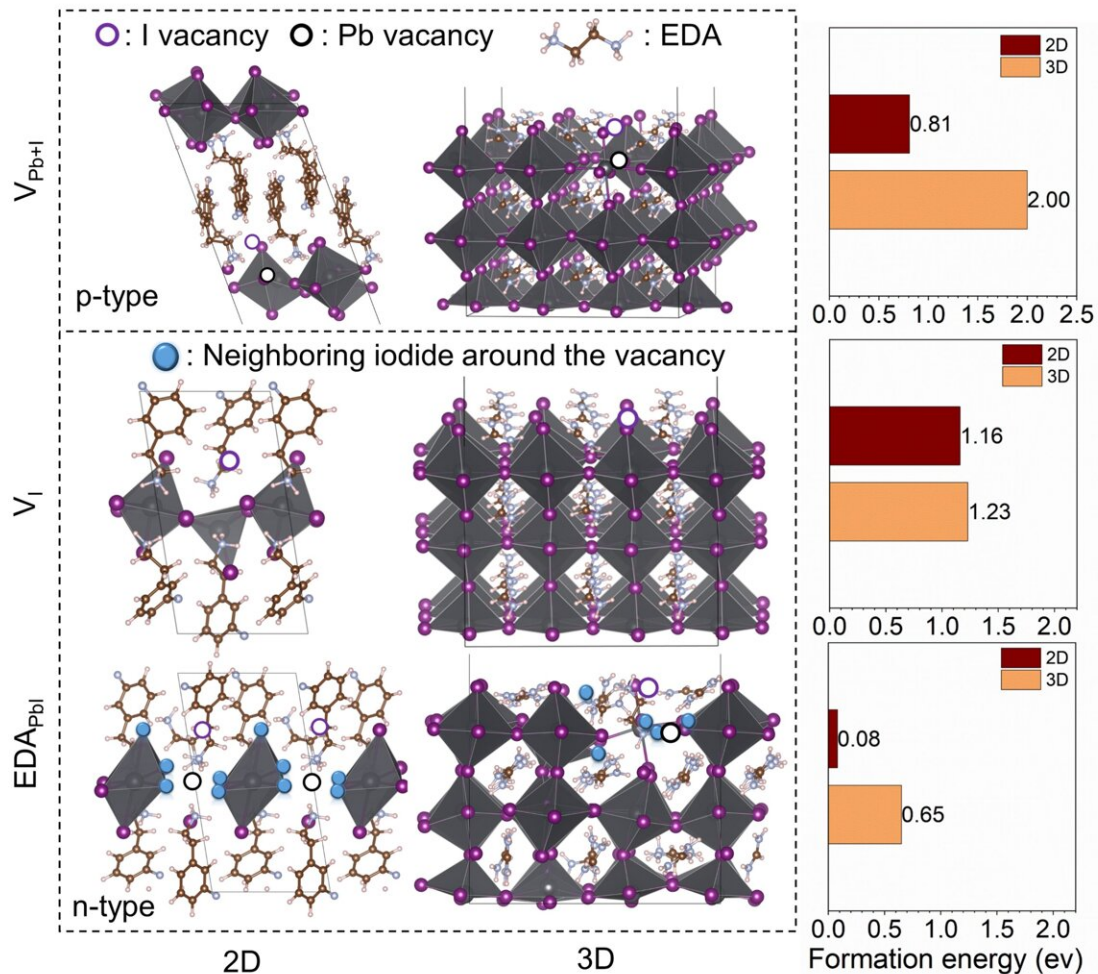 : I vacancy : Pb vacancy : EDA
V_Pb+I
p-type
2D
3D
0.81
2.00
0.0 0.5 1.0 1.5 2.0 2.5
: Neighboring iodide around the vacancy
V_I
2D
3D
1.16
1.23
0.0 0.5 1.0 1.5 2.0
EDA_PbI
n-type
2D
3D
0.08
0.65
0.0 0.5 1.0 1.5 2.0
2D 3D Formation energy (ev)